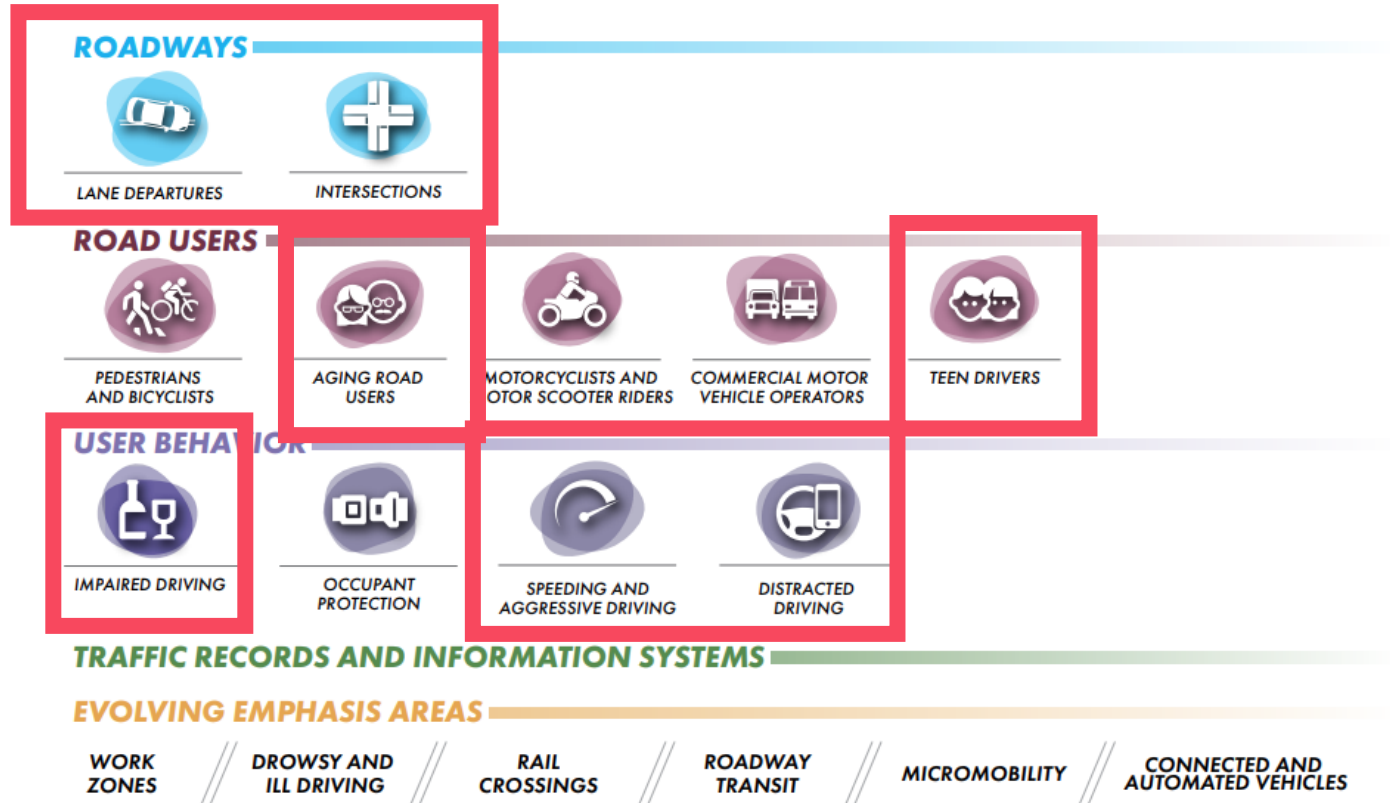 ROADWAYS
LANE DEPARTURES
INTERSECTIONS
ROAD USERS
PEDESTRIANS
AND BICYCLISTS
AGING ROAD
USERS
MOTORCYCLISTS AND
OTOR SCOOTER RIDERS
COMMERCIAL MOTOR
VEHICLE OPERATORS
TEEN DRIVERS
USER BEHAVIOR
IMPAIRED DRIVING
OCCUPANT
PROTECTION
SPEEDING AND
AGGRESSIVE DRIVING
DISTRACTED
DRIVING
TRAFFIC RECORDS AND INFORMATION SYSTEMS
EVOLVING EMPHASIS AREAS
WORK
ZONES
DROWSY AND
ILL DRIVING
RAIL
CROSSINGS
ROADWAY
TRANSIT
MICROMOBILITY
CONNECTED AND
AUTOMATED VEHICLES